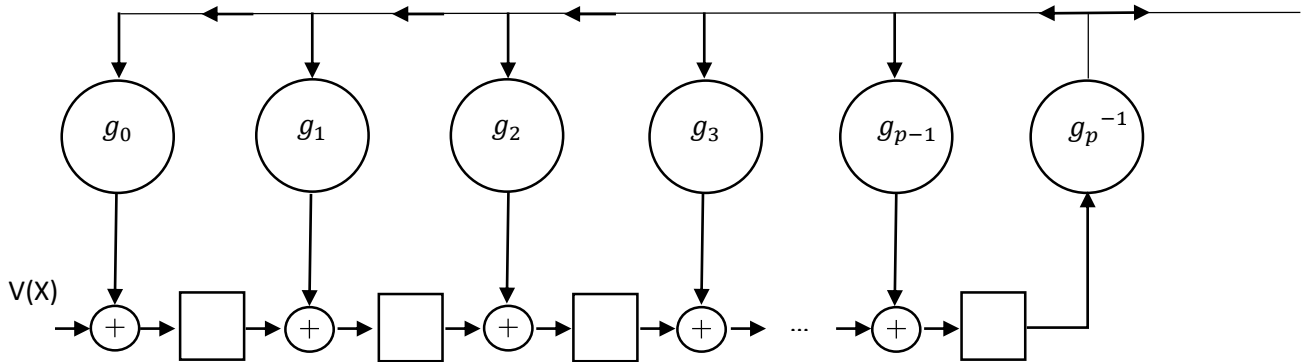 g₀ g₁ g₂ g₃ gₚ₋₁ gₚ⁻¹
V(X)
+ + + + ... +